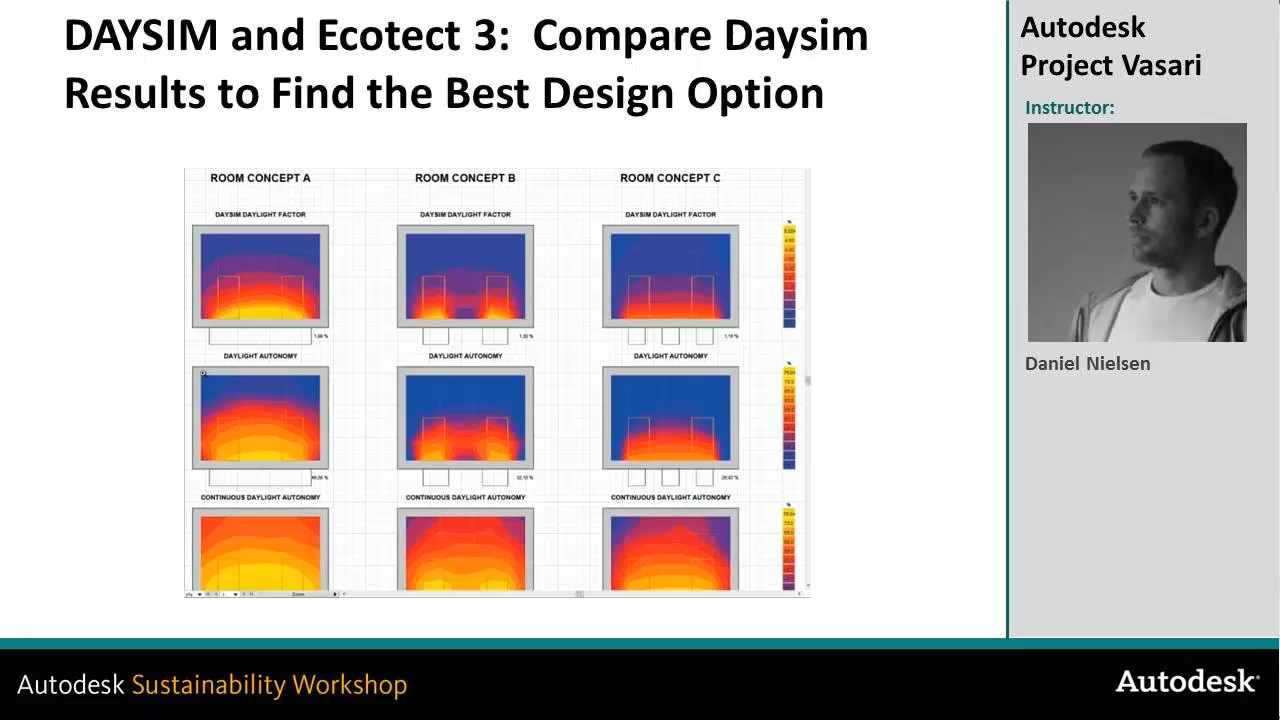 DAYSIM and Ecotect 3: Compare Daysim
Results to Find the Best Design Option
Autodesk
Project Vasari
Instructor:
Daniel Nielsen
ROOM CONCEPT A
ROOM CONCEPT B
ROOM CONCEPT C
DAYSIM DAYLIGHT FACTOR
DAYSIM DAYLIGHT FACTOR
DAYSIM DAYLIGHT FACTOR
DAYLIGHT AUTONOMY
DAYLIGHT AUTONOMY
DAYLIGHT AUTONOMY
CONTINUOUS DAYLIGHT AUTONOMY
CONTINUOUS DAYLIGHT AUTONOMY
CONTINUOUS DAYLIGHT AUTONOMY
Autodesk Sustainability Workshop
Autodesk